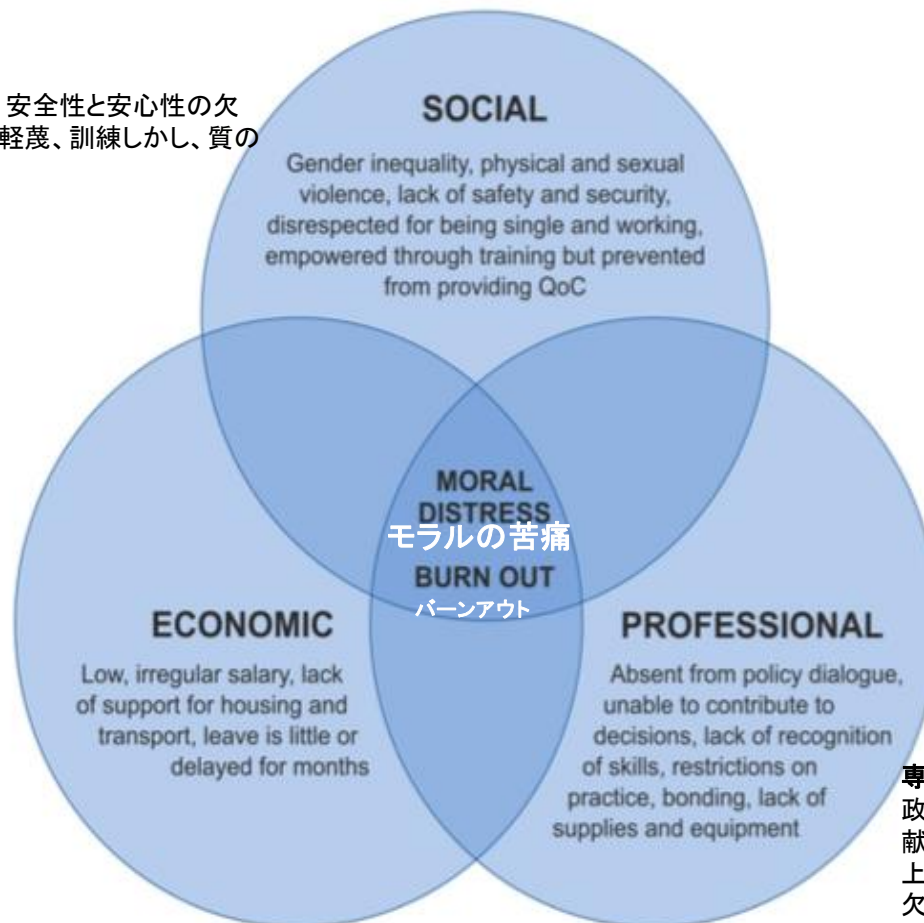 安全性と安心性の欠
軽蔑、訓練しかし、質の
SOCIAL
Gender inequality, physical and sexual
violence, lack of safety and security,
disrespected for being single and working,
empowered through training but prevented
from providing QoC
MORAL
DISTRESS
モラルの苦痛
BURN OUT
バーンアウト
ECONOMIC
Low, irregular salary, lack
of support for housing and
transport, leave is little or
delayed for months
PROFESSIONAL
Absent from policy dialogue,
unable to contribute to
decisions, lack of recognition
of skills, restrictions on
practice, bonding, lack of
supplies and equipment
専
政
献
上
欠